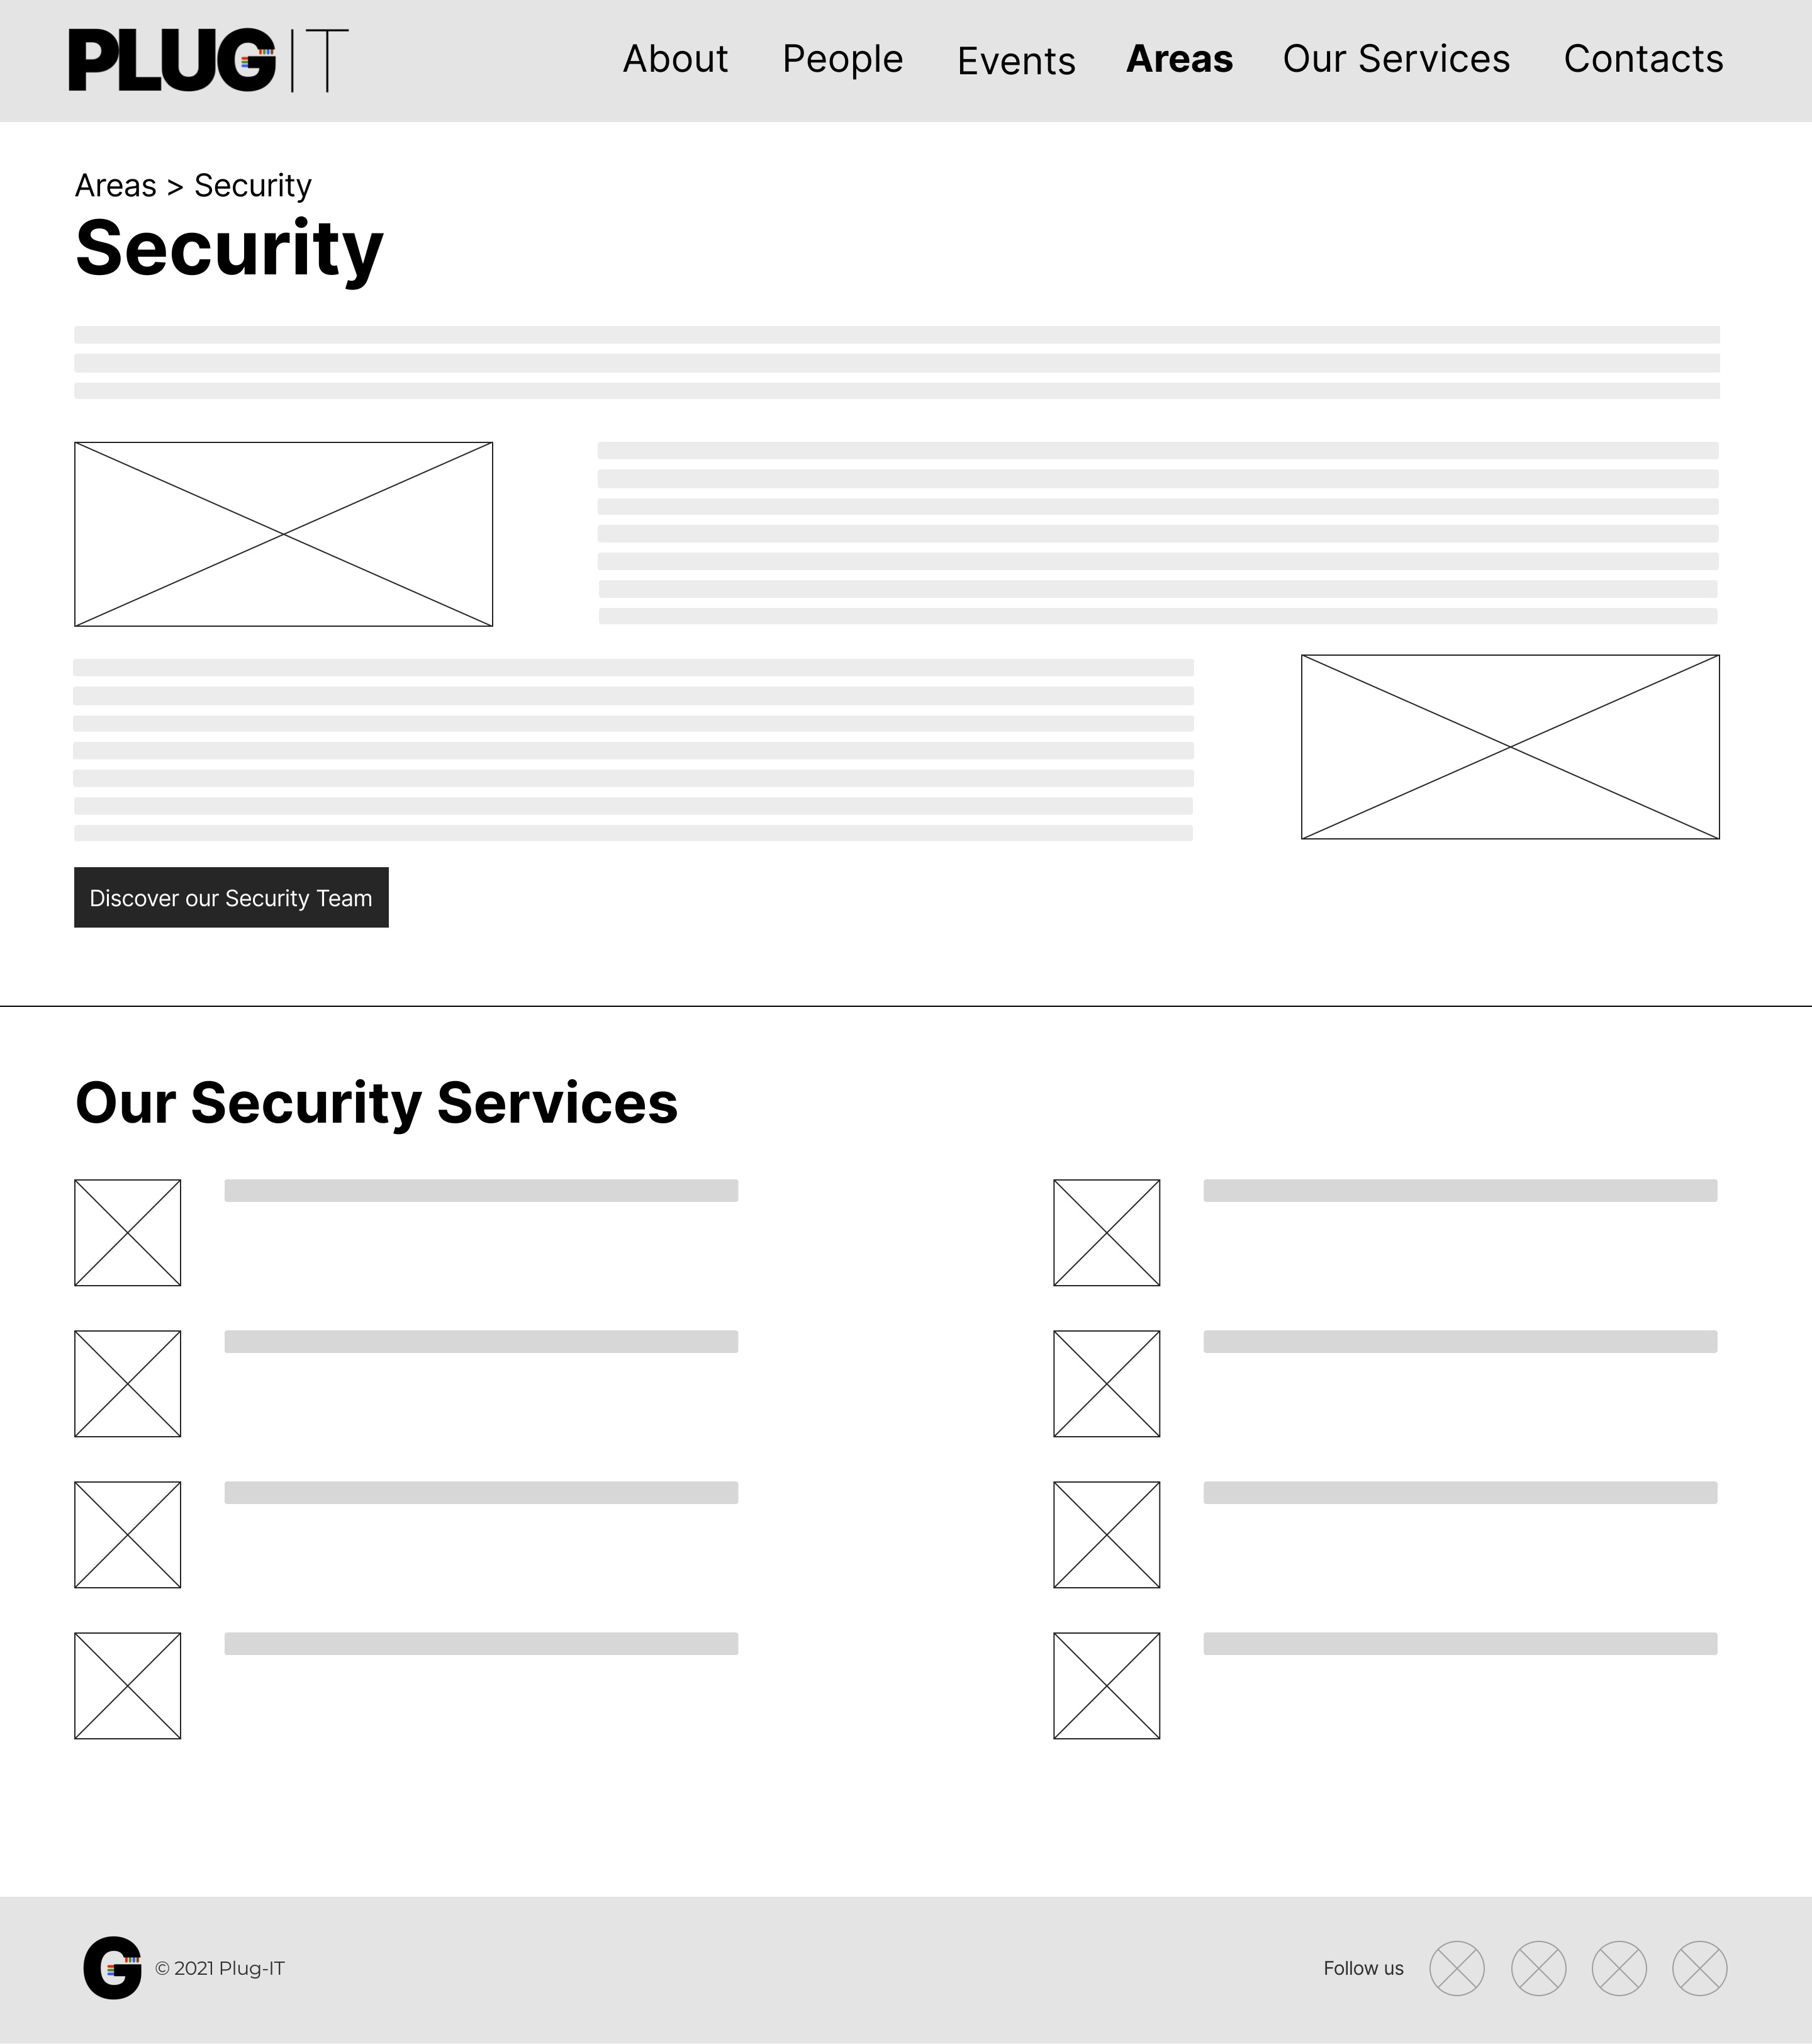 PLUG|IT
About People Events Areas Our Services Contacts
Areas > Security
Security
Discover our Security Team
Our Security Services
G © 2021 Plug-IT
Follow us